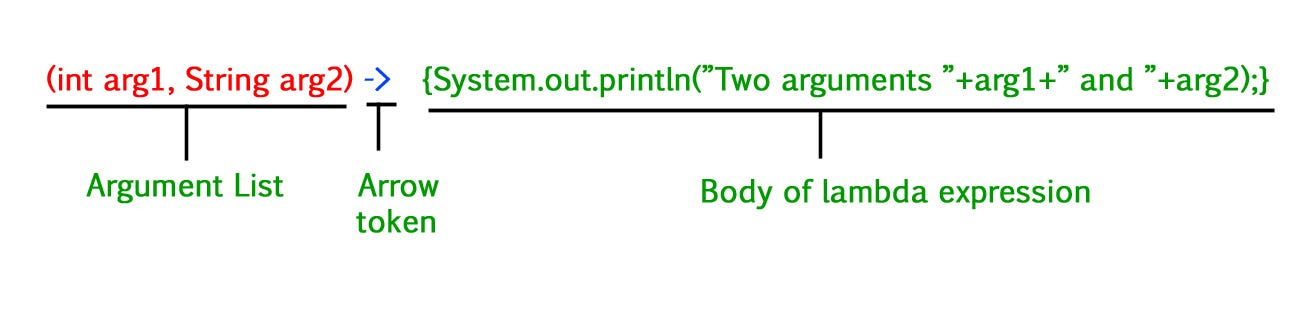 (int arg1, String arg2) -> {System.out.println(”Two arguments ”+arg1+” and ”+arg2);}
Argument List
Arrow
token
Body of lambda expression